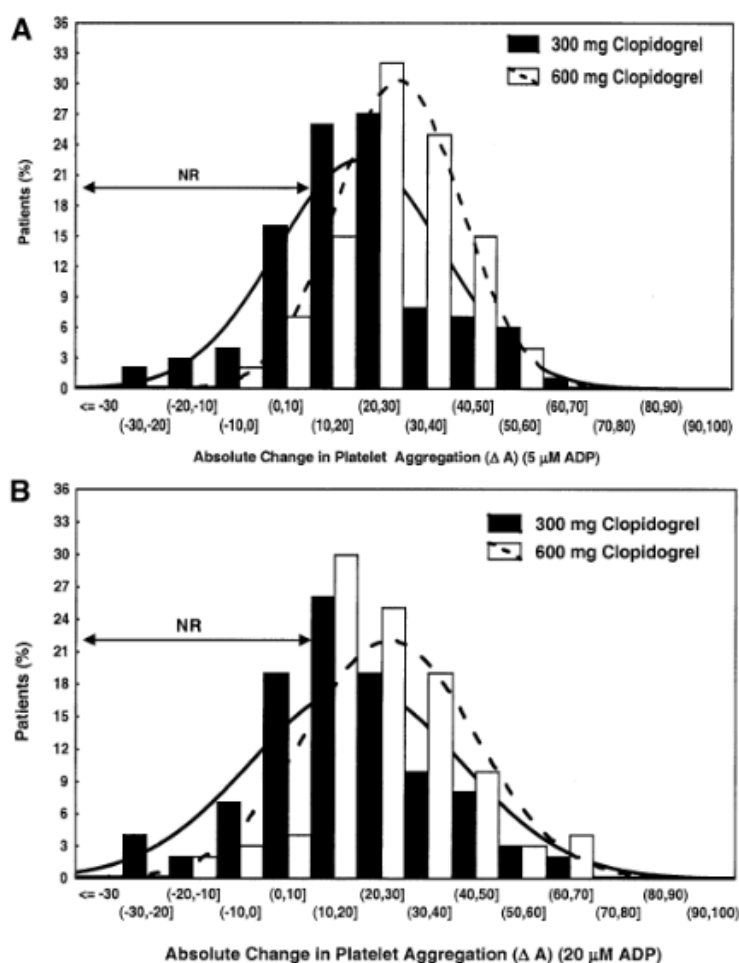 A
36
33
30
27
24
21
18
15
12
9
6
3
0
Patients (%)
300 mg Clopidogrel
600 mg Clopidogrel
NR
<= -30 (-20,-10] (0,10] (20,30] (40,50] (60,70] (80,90)
(-30,-20] (-10,0] (10,20] (30,40] (50,60] (70,80] (90,100)
Absolute Change in Platelet Aggregation (Δ A) (5 µM ADP)
B
36
33
30
27
24
21
18
15
12
9
6
3
0
Patients (%)
300 mg Clopidogrel
600 mg Clopidogrel
NR
<= -30 (-20,-10] (0,10] (20,30] (40,50] (60,70] (80,90)
(-30,-20] (-10,0] (10,20] (30,40] (50,60] (70,80] (90,100)
Absolute Change in Platelet Aggregation (Δ A) (20 µM ADP)